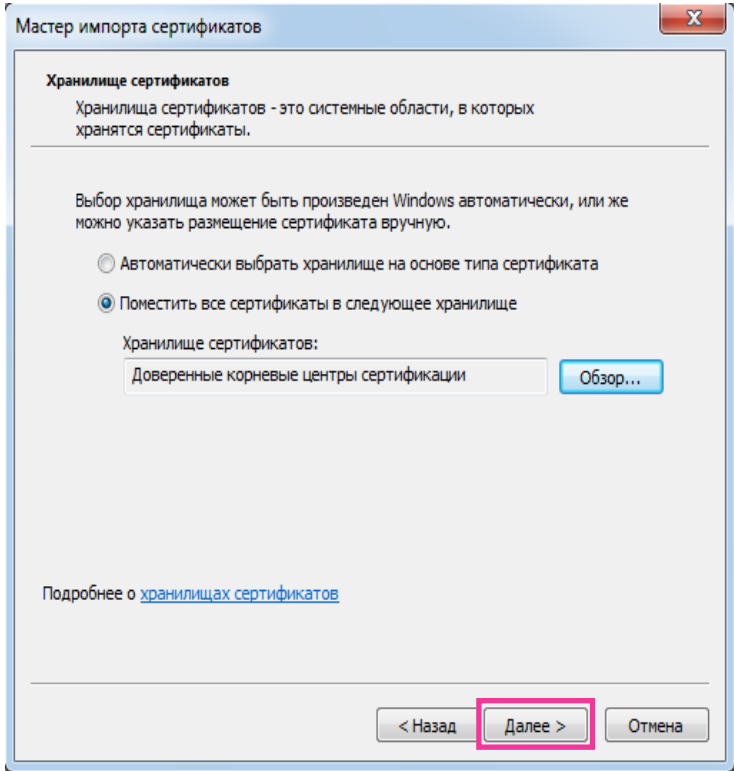 Мастер импорта сертификатов
Хранилище сертификатов
Хранилища сертификатов - это системные области, в которых
хранятся сертификаты.
Выбор хранилища может быть произведен Windows автоматически, или же
можно указать размещение сертификата вручную.
Автоматически выбрать хранилище на основе типа сертификата
Поместить все сертификаты в следующее хранилище
Хранилище сертификатов:
Доверенные корневые центры сертификации
Обзор...
Подробнее о хранилищах сертификатов
< Назад
Далее >
Отмена